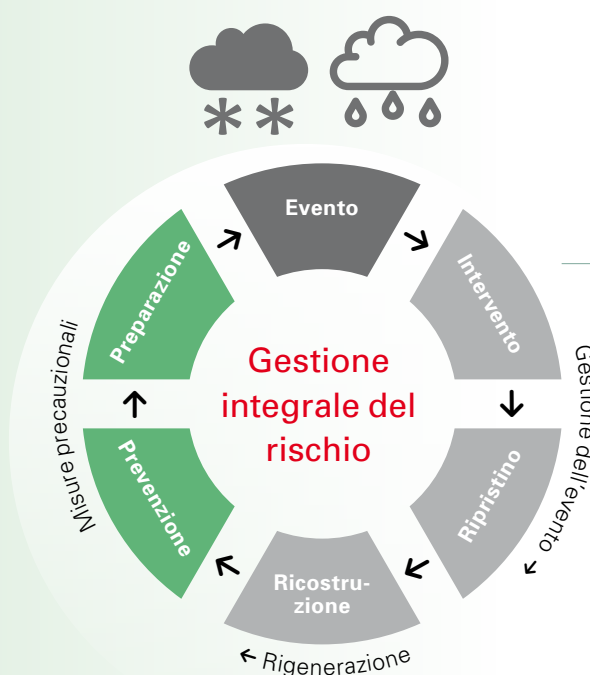 Evento
Intervento
Ripristino
Ricostru-
zione
Prevenzione
Preparazione
Gestione
integrale del
rischio
Gestione dell'evento
Rigenerazione
Misure precauzionali